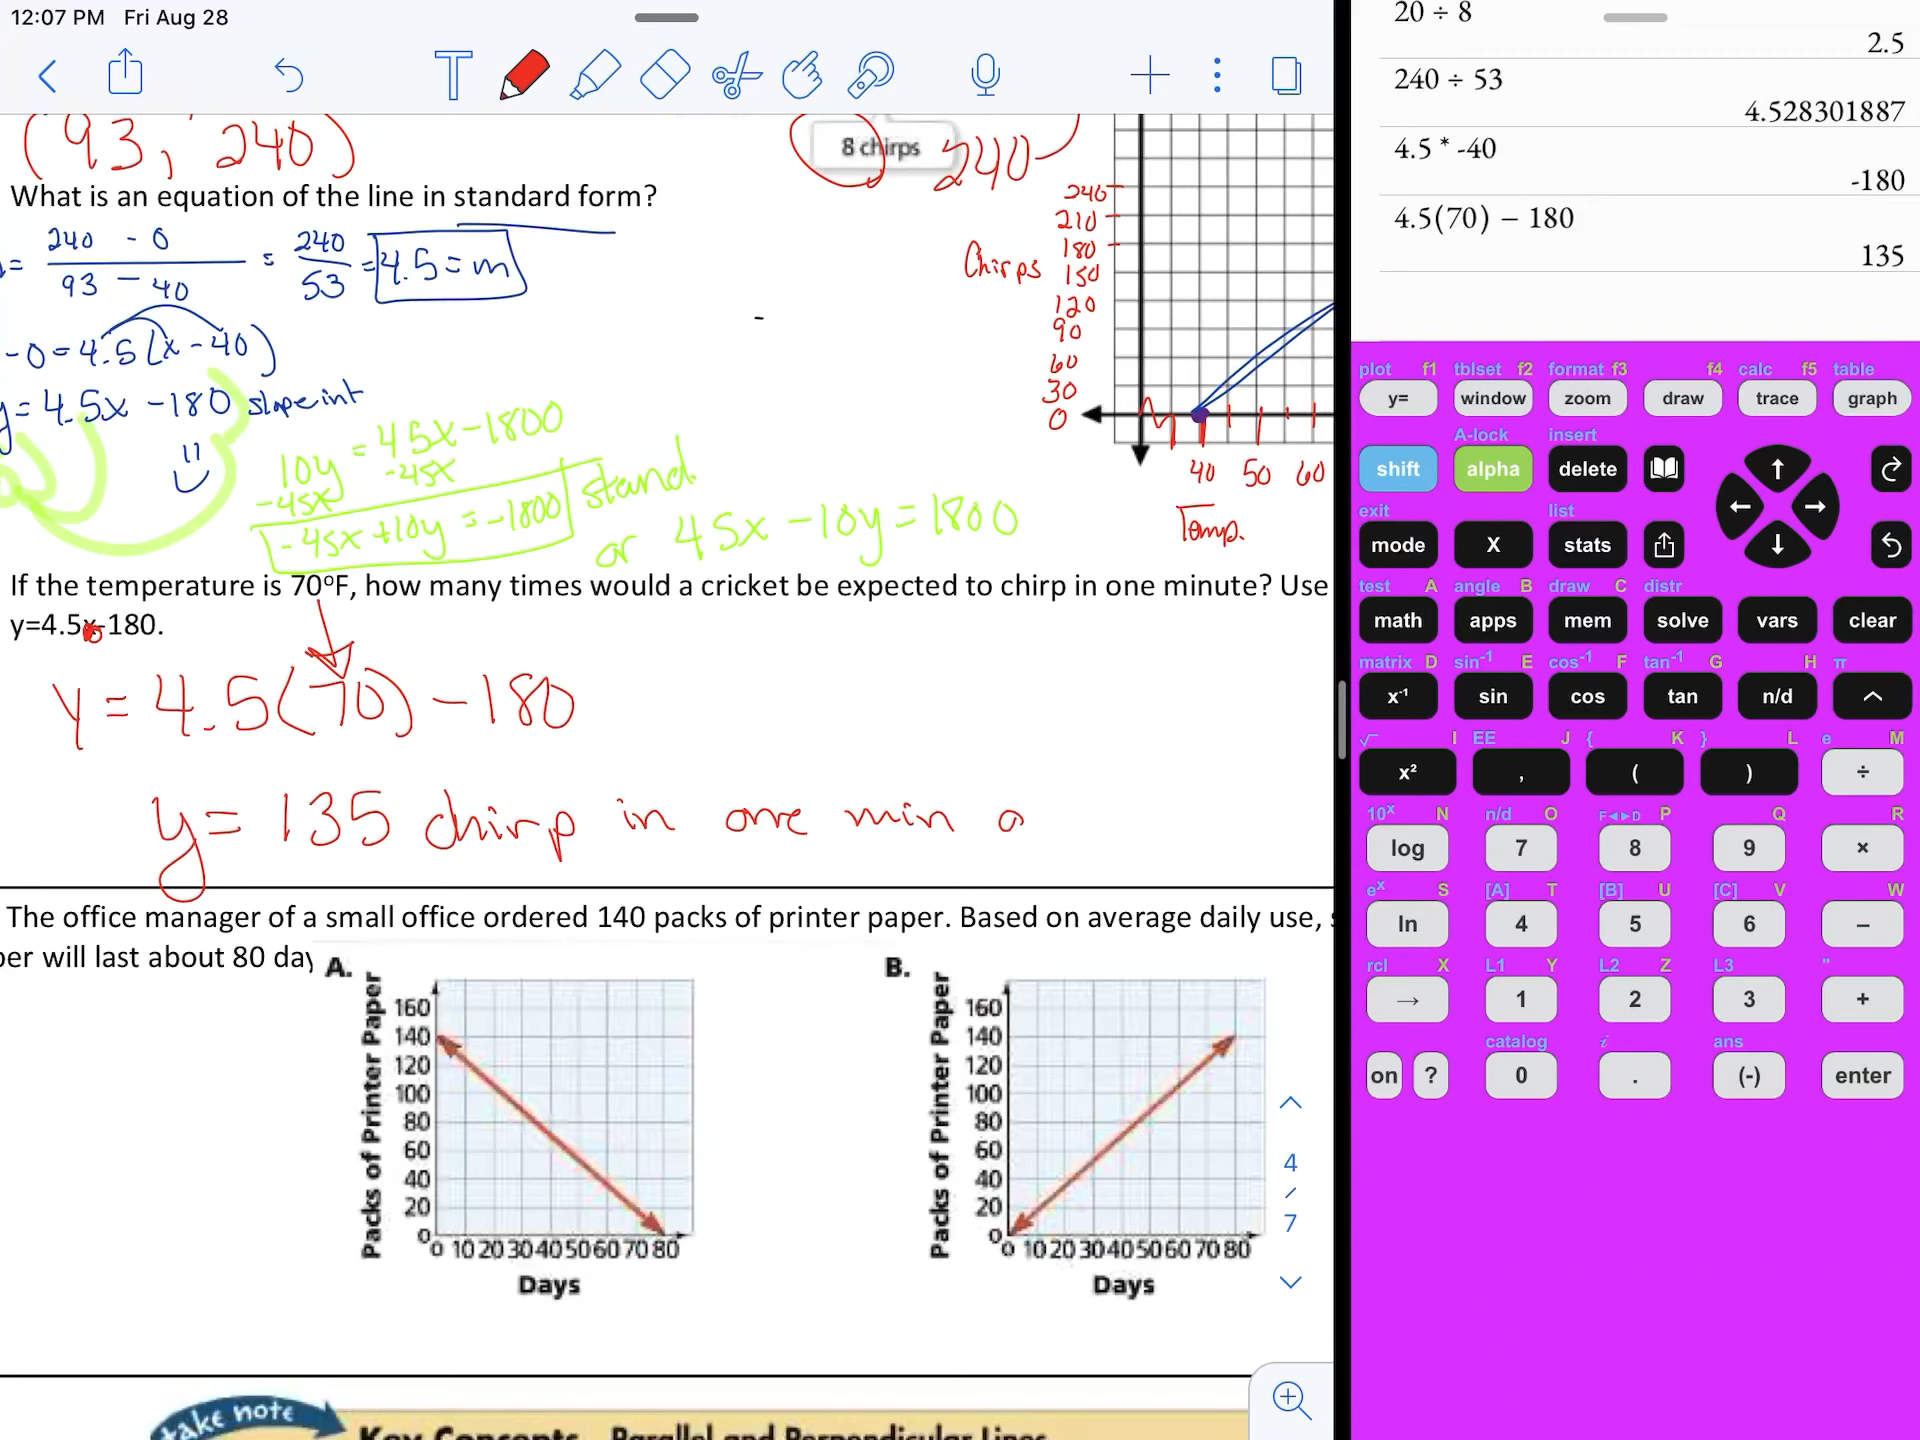 12:07 PM Fri Aug 28
(93, 240)
8 chirps
240
What is an equation of the line in standard form?
240 - 0
93 - 40
= 240
53
= 4.5 = m
-0 = 4.5(x - 40)
y = 4.5x - 180 slope int
10y = 45x - 1800
-45x -45x
-45x + 10y = -1800 stand.
or 45x - 10y = 1800
Chirps
240
210
180
150
120
90
60
30
0
40 50 60
Temp.
If the temperature is 70°F, how many times would a cricket be expected to chirp in one minute? Use
y=4.5x-180.
y = 4.5(70) - 180
y = 135 chirp in one min
The office manager of a small office ordered 140 packs of printer paper. Based on average daily use,
per will last about 80 day
A.
Packs of Printer Paper
160
140
120
100
80
60
40
20
0
0 10 20 30 40 50 60 70 80
Days
B.
Packs of Printer Paper
160
140
120
100
80
60
40
20
0
0 10 20 30 40 50 60 70 80
Days
4
/
7
take note
Key Concepts Parallel and Perpendicular Lines
20 ÷ 8
2.5
240 ÷ 53
4.528301887
4.5 * -40
-180
4.5(70) − 180
135
plot f1 tblset f2 format f3 f4 calc f5 table
y= window zoom draw trace graph
A-lock insert
shift alpha delete
exit list
mode X stats
test A angle B draw C distr
math apps mem solve vars clear
matrix D sin⁻¹ E cos⁻¹ F tan⁻¹ G H π
x⁻¹ sin cos tan n/d ^
√ I EE J { K } L e M
x² , ( ) ÷
10ˣ N n/d O F◄►D P Q R
log 7 8 9 ×
eˣ S [A] T [B] U [C] V W
ln 4 5 6 −
rcl X L1 Y L2 Z L3 "
→ 1 2 3 +
catalog i ans
on ? 0 . (-) enter